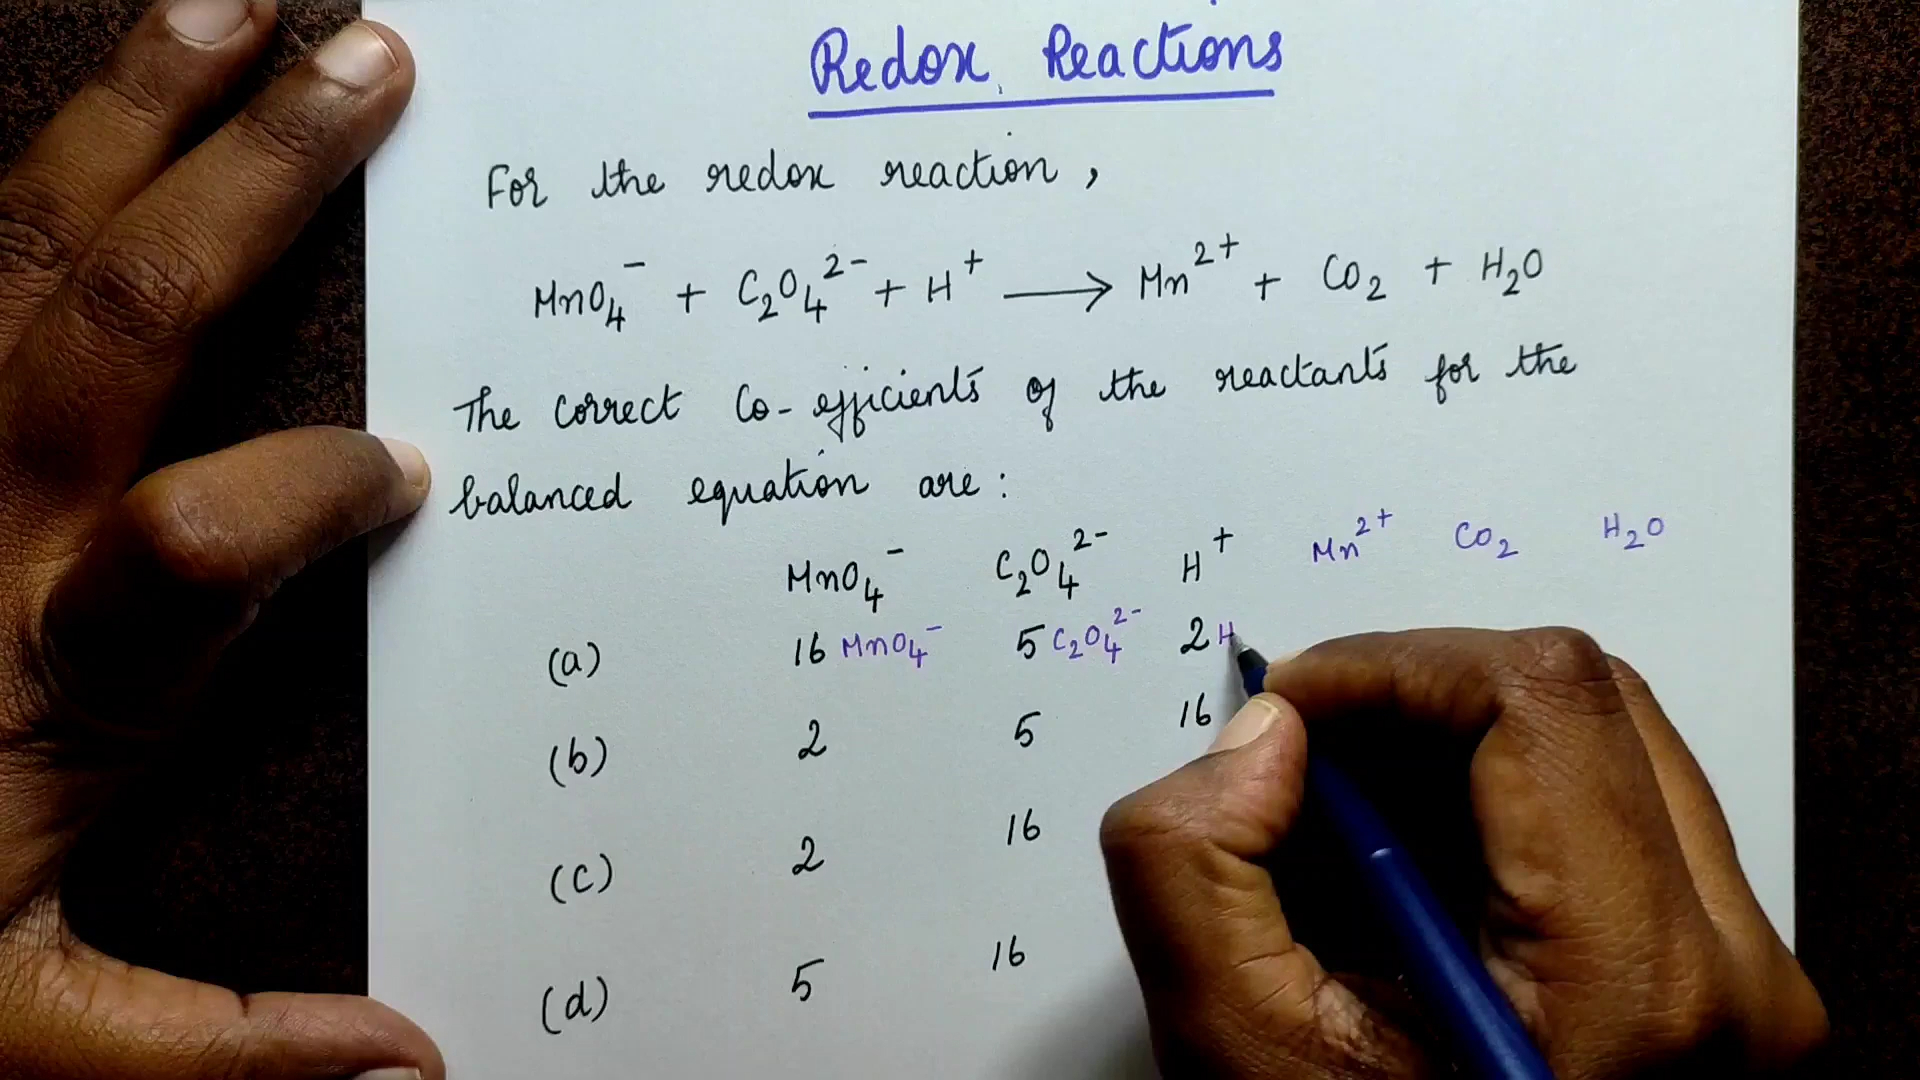 Redox Reactions
For the redox reaction,
MnO₄⁻ + C₂O₄²⁻ + H⁺ ⟶ Mn²⁺ + CO₂ + H₂O
The correct Co-efficients of the reactants for the
balanced equation are:
MnO₄⁻ C₂O₄²⁻ H⁺ Mn²⁺ CO₂ H₂O
(a) 16 MnO₄⁻ 5 C₂O₄²⁻ 2 H
(b) 2 5 16
(c) 2 16
(d) 5 16